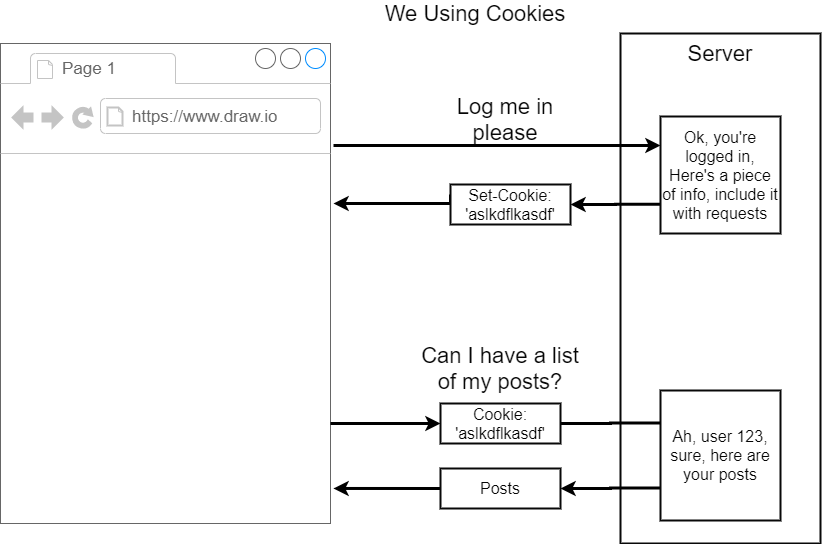 We Using Cookies
Server
Page 1
https://www.draw.io
Log me in
please
Ok, you're
logged in,
Here's a piece
of info, include it
with requests
Set-Cookie:
'aslkdflkasdf'
Can I have a list
of my posts?
Cookie:
'aslkdflkasdf'
Ah, user 123,
sure, here are
your posts
Posts